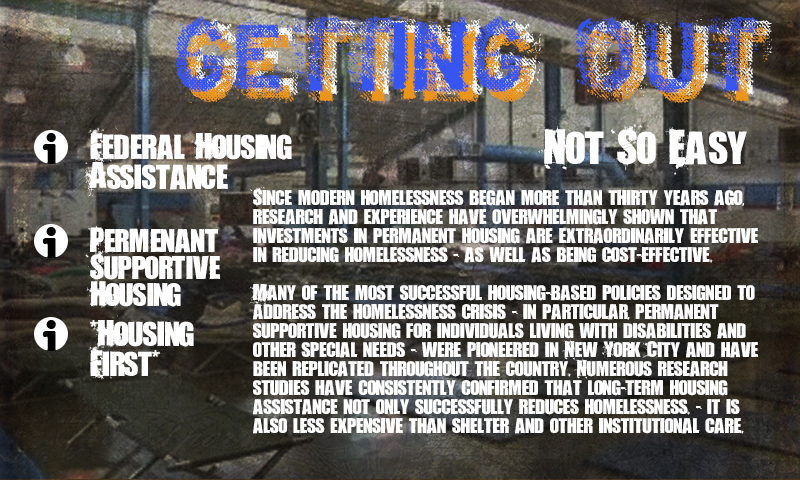 GETTING OUT
FEDERAL HOUSING
ASSISTANCE
PERMENANT
SUPPORTIVE
HOUSING
"HOUSING
FIRST"
NOT SO EASY
SINCE MODERN HOMELESSNESS BEGAN MORE THAN THIRTY YEARS AGO,
RESEARCH AND EXPERIENCE HAVE OVERWHELMINGLY SHOWN THAT
INVESTMENTS IN PERMANENT HOUSING ARE EXTRAORDINARILY EFFECTIVE
IN REDUCING HOMELESSNESS - AS WELL AS BEING COST-EFFECTIVE.
MANY OF THE MOST SUCCESSFUL HOUSING-BASED POLICIES DESIGNED TO
ADDRESS THE HOMELESSNESS CRISIS - IN PARTICULAR, PERMANENT
SUPPORTIVE HOUSING FOR INDIVIDUALS LIVING WITH DISABILITIES AND
OTHER SPECIAL NEEDS - WERE PIONEERED IN NEW YORK CITY AND HAVE
BEEN REPLICATED THROUGHOUT THE COUNTRY. NUMEROUS RESEARCH
STUDIES HAVE CONSISTENTLY CONFIRMED THAT LONG-TERM HOUSING
ASSISTANCE NOT ONLY SUCCESSFULLY REDUCES HOMELESSNESS, - IT IS
ALSO LESS EXPENSIVE THAN SHELTER AND OTHER INSTITUTIONAL CARE.